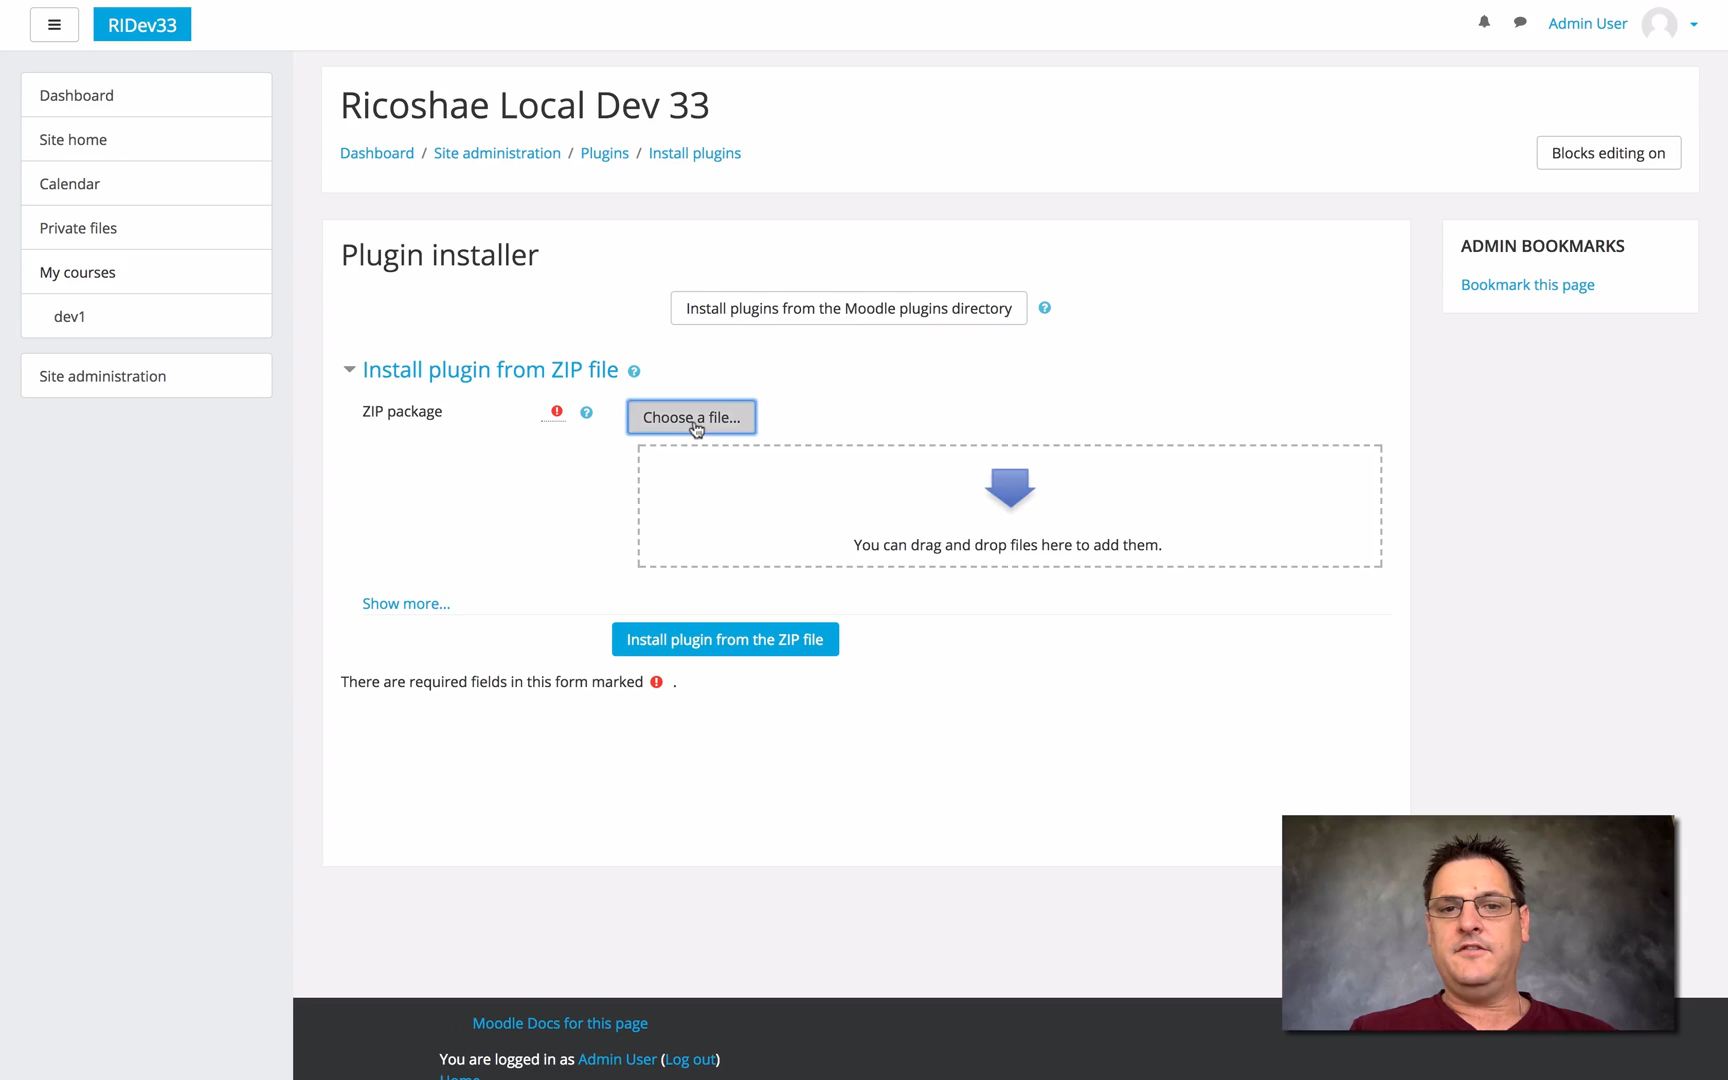 RIDev33
Admin User
Dashboard
Site home
Calendar
Private files
My courses
dev1
Site administration
Ricoshae Local Dev 33
Dashboard / Site administration / Plugins / Install plugins
Blocks editing on
Plugin installer
Install plugins from the Moodle plugins directory
Install plugin from ZIP file
ZIP package
Choose a file...
You can drag and drop files here to add them.
Show more...
Install plugin from the ZIP file
There are required fields in this form marked .
ADMIN BOOKMARKS
Bookmark this page
Moodle Docs for this page
You are logged in as Admin User (Log out)
Home